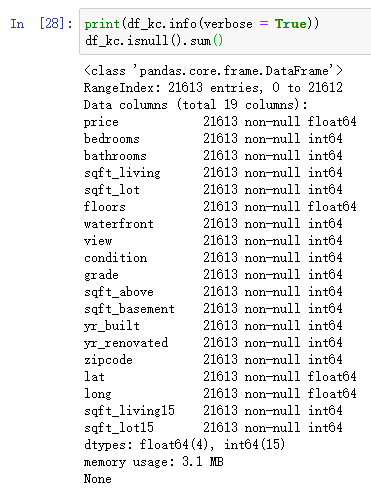 In [28]: print(df_kc.info(verbose = True))
df_kc.isnull().sum()
<class 'pandas.core.frame.DataFrame'>
RangeIndex: 21613 entries, 0 to 21612
Data columns (total 19 columns):
price 21613 non-null float64
bedrooms 21613 non-null int64
bathrooms 21613 non-null int64
sqft_living 21613 non-null int64
sqft_lot 21613 non-null int64
floors 21613 non-null float64
waterfront 21613 non-null int64
view 21613 non-null int64
condition 21613 non-null int64
grade 21613 non-null int64
sqft_above 21613 non-null int64
sqft_basement 21613 non-null int64
yr_built 21613 non-null int64
yr_renovated 21613 non-null int64
zipcode 21613 non-null int64
lat 21613 non-null float64
long 21613 non-null float64
sqft_living15 21613 non-null int64
sqft_lot15 21613 non-null int64
dtypes: float64(4), int64(15)
memory usage: 3.1 MB
None